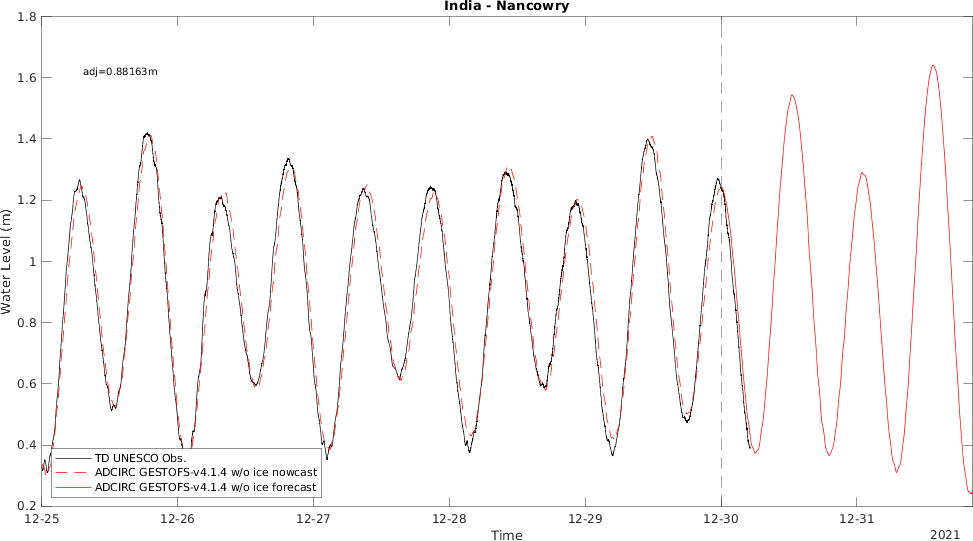 India - Nancowry
1.8
adj=0.88163m
1.6
1.4
1.2
1
0.8
0.6
0.4
0.2
Water Level (m)
TD UNESCO Obs.
ADCIRC GESTOFS-v4.1.4 w/o ice nowcast
ADCIRC GESTOFS-v4.1.4 w/o ice forecast
12-25 12-26 12-27 12-28 12-29 12-30 12-31
Time
2021